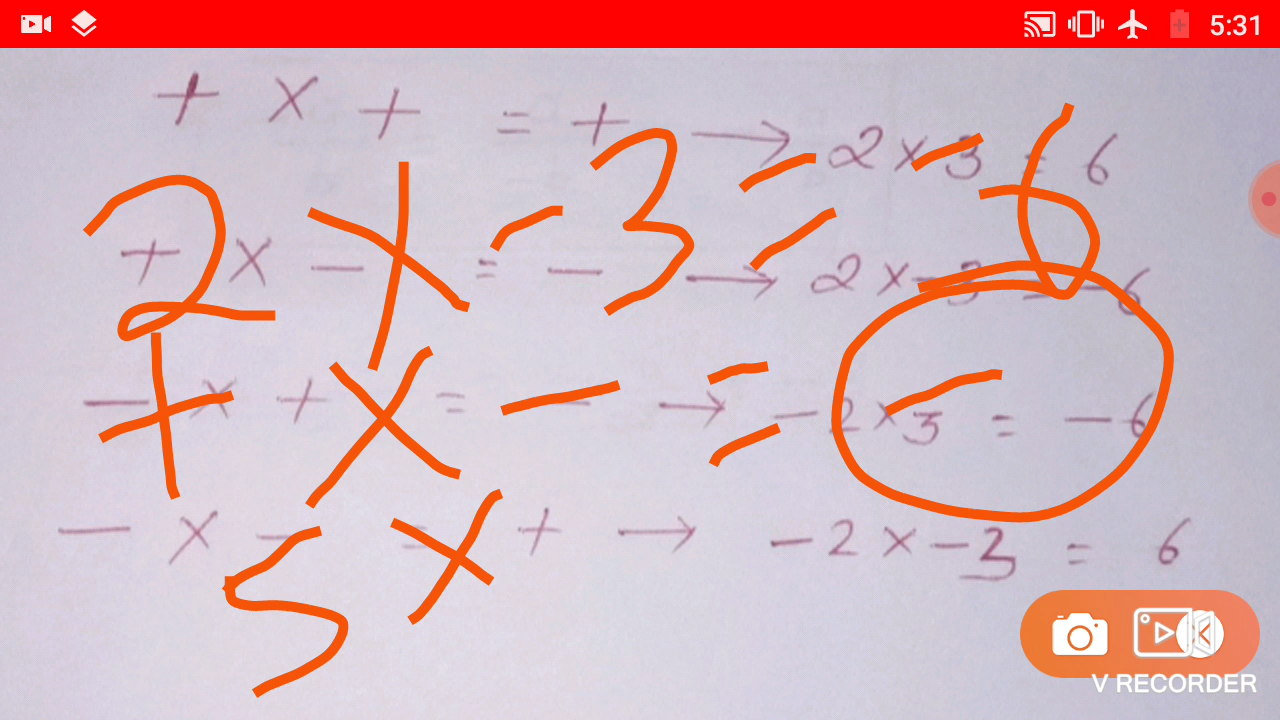 5:31
+ x + = + → 2 x 3 = 6
+ x - = - → 2 x -3 = -6
- x + = - → -2 x 3 = -6
- x - = + → -2 x -3 = 6
2 x -3 = -6
+ x - = -
5 x
V RECORDER